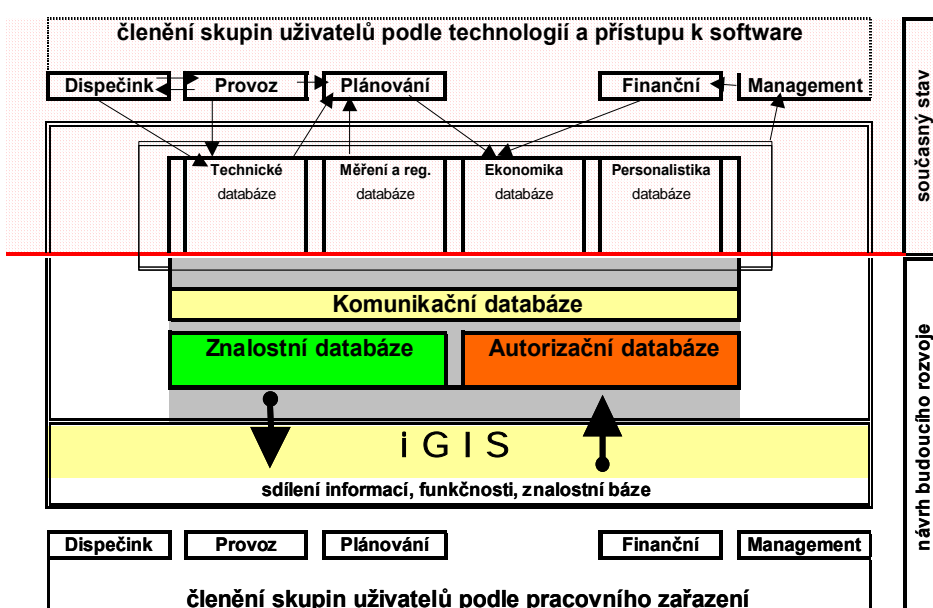 členění skupin uživatelů podle technologií a přístupu k software
Dispečink Provoz Plánování Finanční Management
Technické Měření a reg. Ekonomika Personalistika
databáze databáze databáze databáze
současný stav
Komunikační databáze
Znalostní databáze Autorizační databáze
i G I S
sdílení informací, funkčnosti, znalostní báze
návrh budoucího rozvoje
Dispečink Provoz Plánování Finanční Management
členění skupin uživatelů podle pracovního zařazení